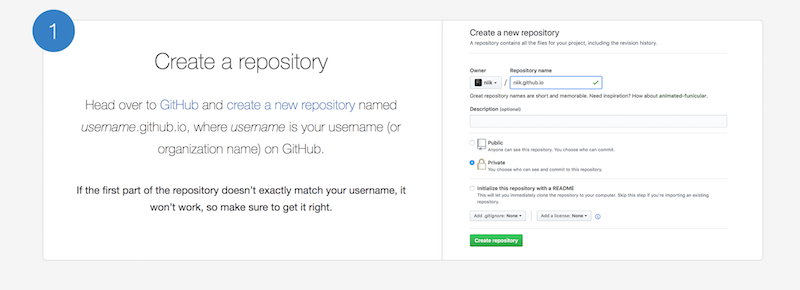 1
Create a repository
Head over to GitHub and create a new repository named
username.github.io, where username is your username (or
organization name) on GitHub.
If the first part of the repository doesn't exactly match your username, it
won't work, so make sure to get it right.
Create a new repository
A repository contains all the files for your project, including the revision history.
Owner Repository name
niik / niik.github.io
Great repository names are short and memorable. Need inspiration? How about animated-funicular.
Description (optional)
Public
Anyone can see this repository. You choose who can commit.
Private
You choose who can see and commit to this repository.
Initialize this repository with a README
This will let you immediately clone the repository to your computer. Skip this step if you're importing an existing
repository.
Add .gitignore: None Add a license: None
Create repository